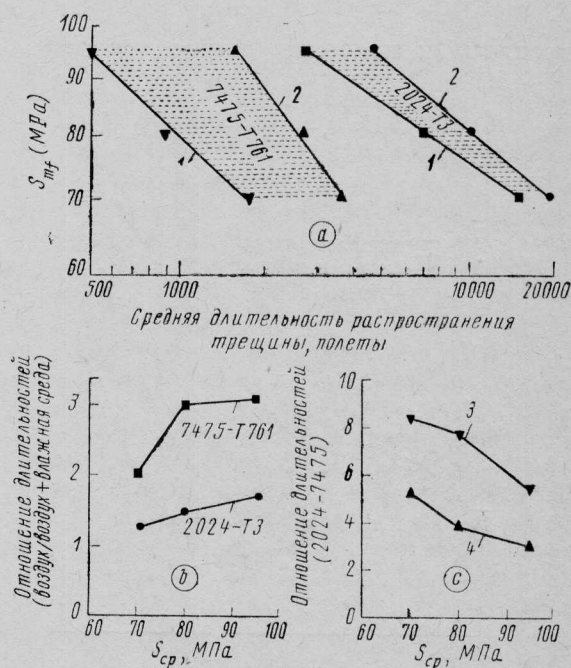 100
90
80
70
60
S_mf (MPa)
7475-T761
2
1
2024-T3
2
1
a
500
1000
10000
20000
Средняя длительность распространения
трещины, полеты
Отношение длительностей
(воздух/воздух+влажная среда)
3
2
1
0
7475-T761
2024-T3
b
60
70
80
90
100
S_ср, МПа
Отношение длительностей
(2024-7475)
10
8
6
4
2
0
3
4
c
60
70
80
90
100
S_ср, МПа